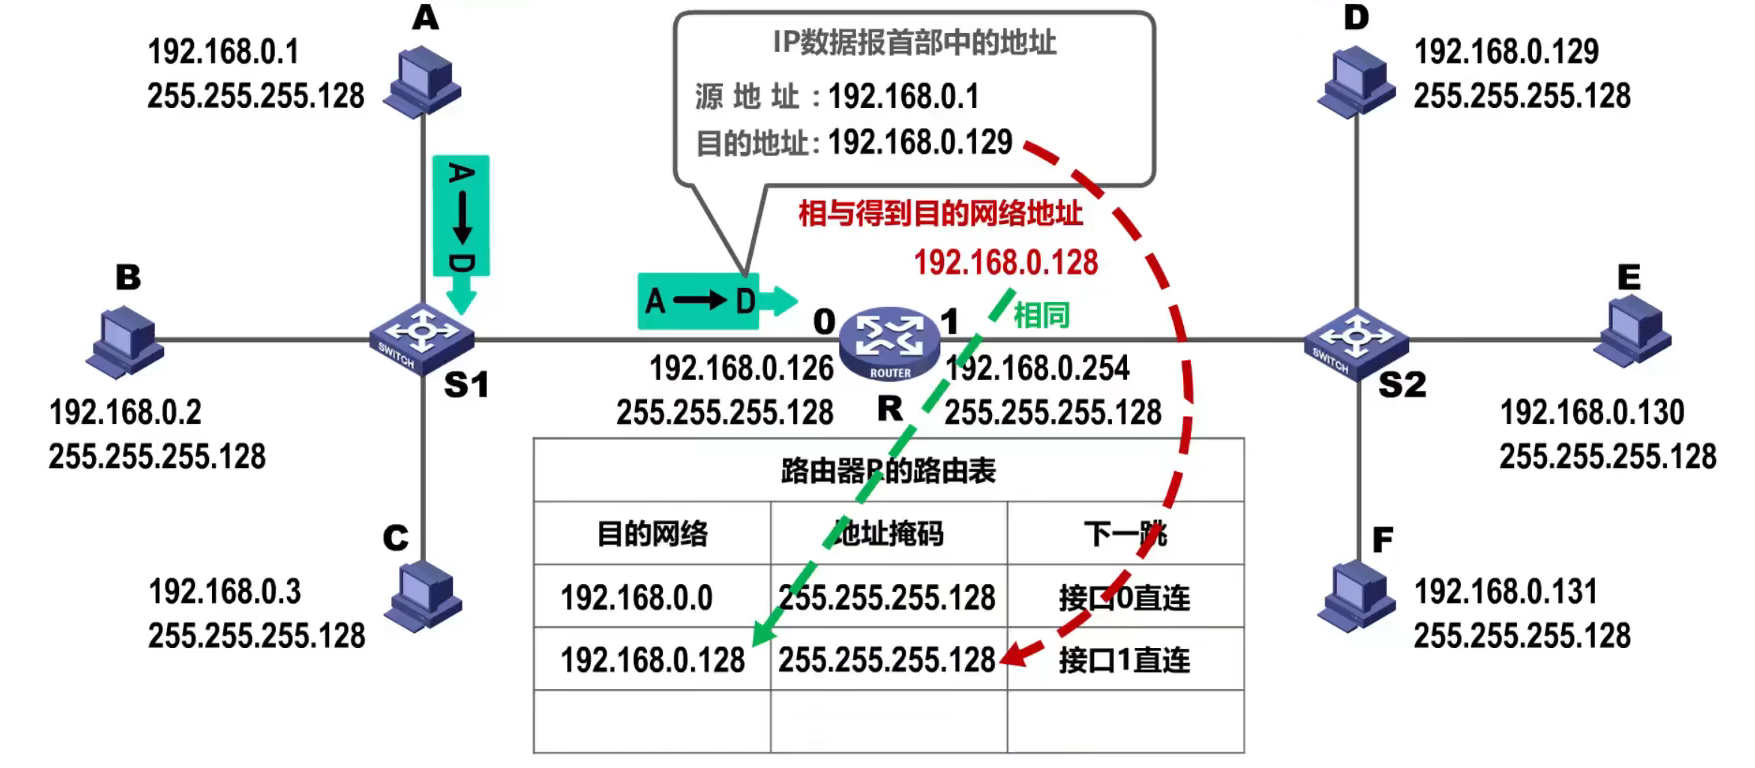 A
192.168.0.1
255.255.255.128
IP数据报首部中的地址
源 地 址 : 192.168.0.1
目的地址: 192.168.0.129
D
192.168.0.129
255.255.255.128
A
D
相与得到目的网络地址
192.168.0.128
相同
B
192.168.0.2
255.255.255.128
SWITCH
S1
A
D
0
1
ROUTER
R
192.168.0.126
255.255.255.128
192.168.0.254
255.255.255.128
SWITCH
S2
E
192.168.0.130
255.255.255.128
C
192.168.0.3
255.255.255.128
F
192.168.0.131
255.255.255.128
路由器R的路由表
目的网络 地址掩码 下一跳
192.168.0.0 255.255.255.128 接口0直连
192.168.0.128 255.255.255.128 接口1直连